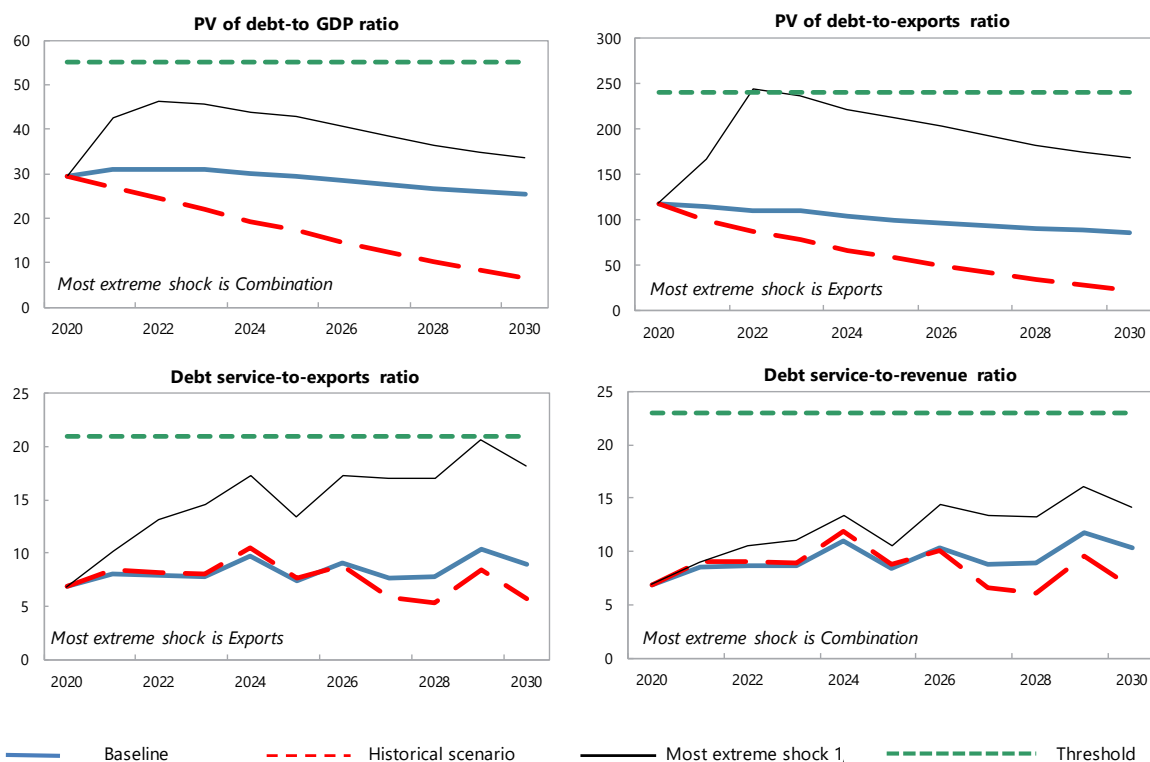 PV of debt-to GDP ratio
60
50
40
30
20
10
0
Most extreme shock is Combination
2020 2022 2024 2026 2028 2030
PV of debt-to-exports ratio
300
250
200
150
100
50
0
Most extreme shock is Exports
2020 2022 2024 2026 2028 2030
Debt service-to-exports ratio
25
20
15
10
5
0
Most extreme shock is Exports
2020 2022 2024 2026 2028 2030
Debt service-to-revenue ratio
25
20
15
10
5
0
Most extreme shock is Combination
2020 2022 2024 2026 2028 2030
Baseline Historical scenario Most extreme shock 1, Threshold